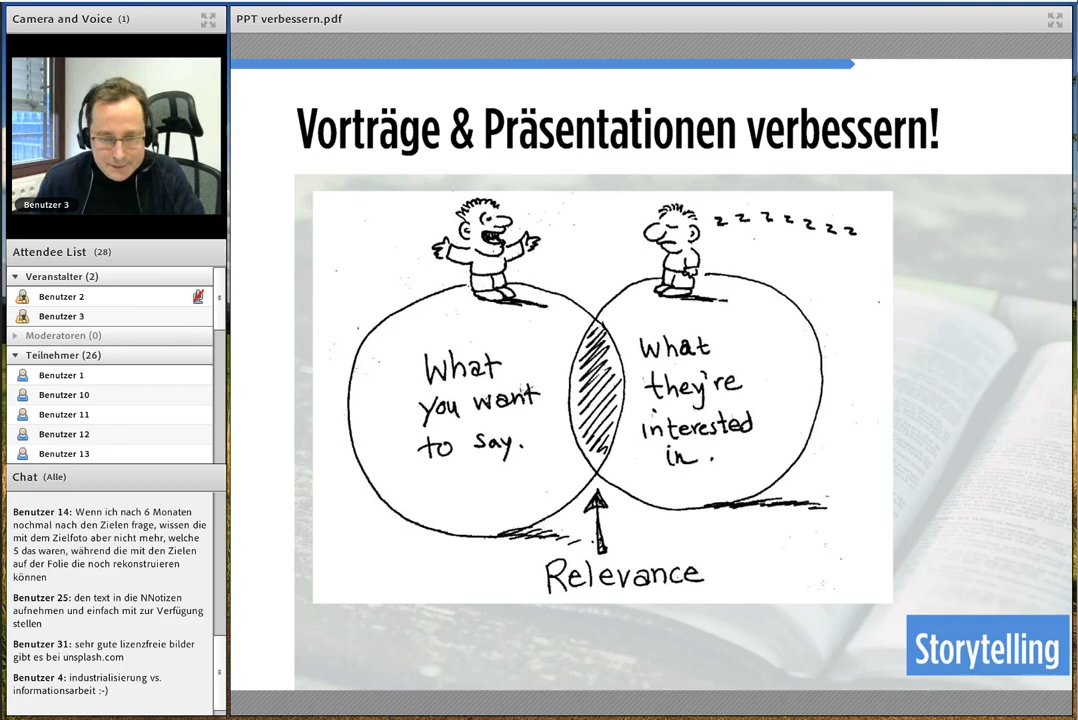 Camera and Voice (1)
Benutzer 3
Attendee List (28)
Veranstalter (2)
Benutzer 2
Benutzer 3
Moderatoren (0)
Teilnehmer (26)
Benutzer 1
Benutzer 10
Benutzer 11
Benutzer 12
Benutzer 13
Chat (Alle)
Benutzer 14: Wenn ich nach 6 Monaten
nochmal nach den Zielen frage, wissen die
mit dem Zielfoto aber nicht mehr, welche
5 das waren, während die mit den Zielen
auf der Folie die noch rekonstruieren
können
Benutzer 25: den text in die NNotizen
aufnehmen und einfach mit zur Verfügung
stellen
Benutzer 31: sehr gute lizenzfreie bilder
gibt es bei unsplash.com
Benutzer 4: industrialisierung vs.
informationsarbeit :-)
PPT verbessern.pdf
Vorträge & Präsentationen verbessern!
z z z z z z z
What
you want
to say.
What
they're
interested
in.
Relevance
Storytelling